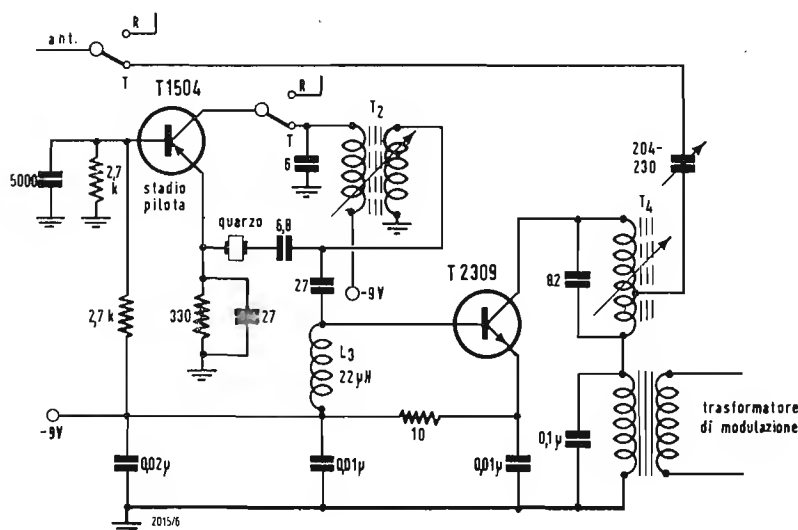 R
ant.
T
T1504
R
T
T2
204-
230
5000
2,7
k
stadio
pilota
6
T4
quarzo
6,8
T 2309
27
-9V
82
2,7 k
330
27
L3
22µH
10
-9V
0,02µ
0,01µ
0,01µ
0,1µ
trasformatore
di modulazione
2015/6